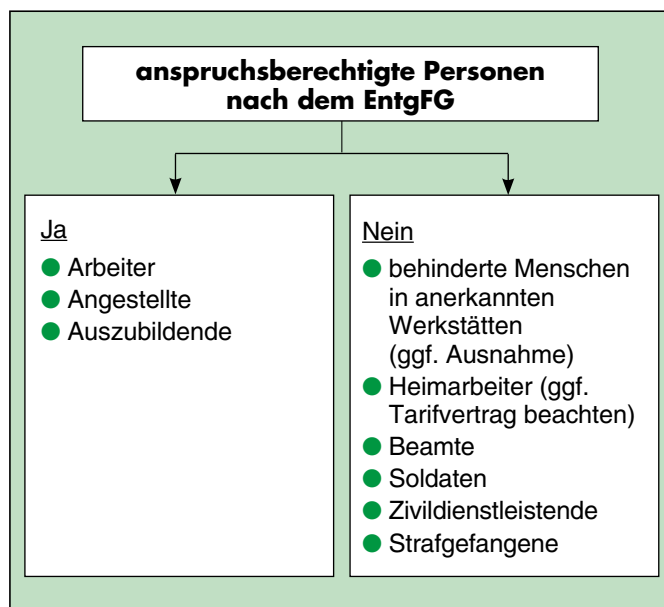 anspruchsberechtigte Personen
nach dem EntgFG
Ja
● Arbeiter
● Angestellte
● Auszubildende
Nein
● behinderte Menschen
in anerkannten
Werkstätten
(ggf. Ausnahme)
● Heimarbeiter (ggf.
Tarifvertrag beachten)
● Beamte
● Soldaten
● Zivildienstleistende
● Strafgefangene